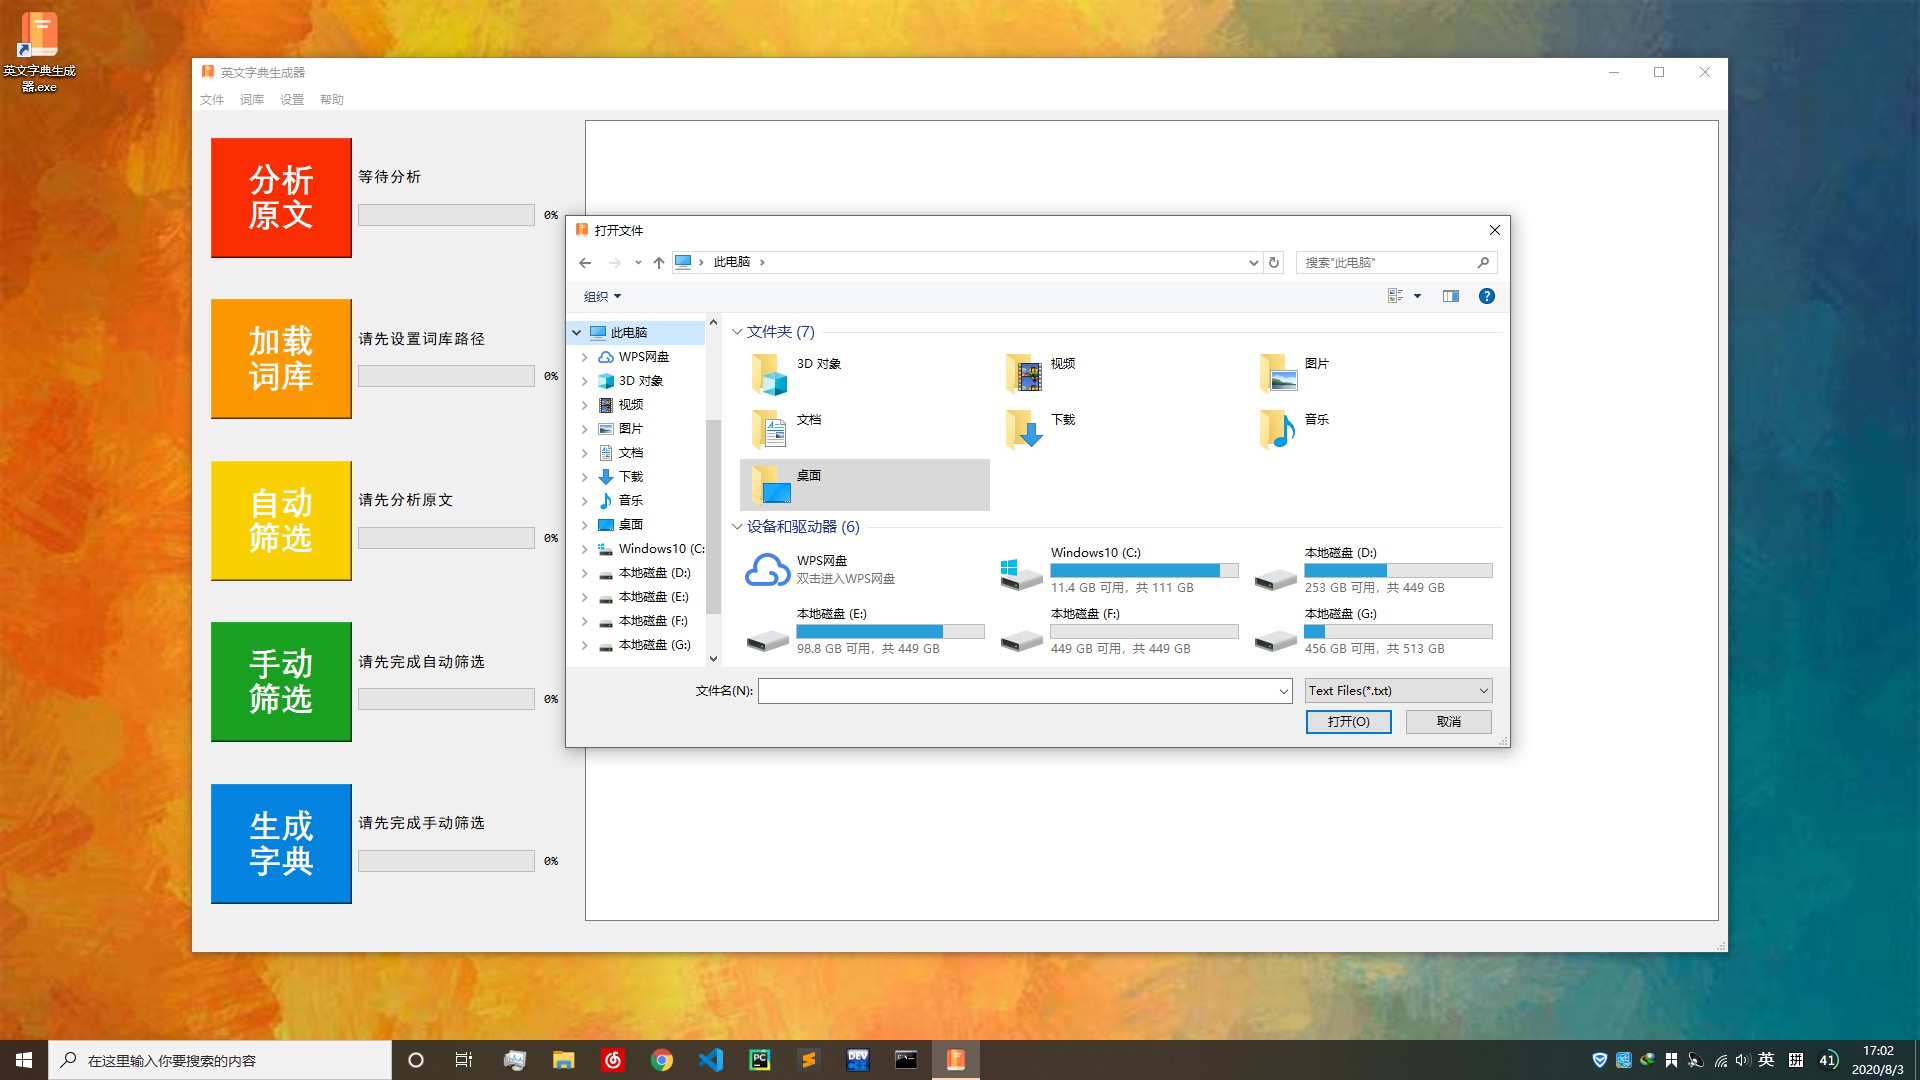 英文字典生成
器.exe
英文字典生成器
文件 词库 设置 帮助
分析
原文
等待分析
0%
加载
词库
请先设置词库路径
0%
自动
筛选
请先分析原文
0%
手动
筛选
请先完成自动筛选
0%
生成
字典
请先完成手动筛选
0%
打开文件
此电脑
搜索"此电脑"
组织
此电脑
WPS网盘
3D 对象
视频
图片
文档
下载
音乐
桌面
Windows10 (C:
本地磁盘 (D:)
本地磁盘 (E:)
本地磁盘 (F:)
本地磁盘 (G:)
文件夹 (7)
3D 对象
视频
图片
文档
下载
音乐
桌面
设备和驱动器 (6)
WPS网盘
双击进入WPS网盘
Windows10 (C:)
11.4 GB 可用，共 111 GB
本地磁盘 (D:)
253 GB 可用，共 449 GB
本地磁盘 (E:)
98.8 GB 可用，共 449 GB
本地磁盘 (F:)
449 GB 可用，共 449 GB
本地磁盘 (G:)
456 GB 可用，共 513 GB
文件名(N):
Text Files(*.txt)
打开(O)
取消
在这里输入你要搜索的内容
PC
DEV
英
拼
41
17:02
2020/8/3